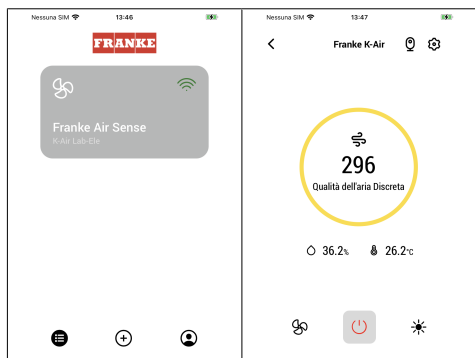 Nessuna SIM 13:46
FRANKE
Franke Air Sense
K-Air Lab-Ele
Nessuna SIM 13:47
Franke K-Air
296
Qualità dell'aria Discreta
36.2% 26.2°C